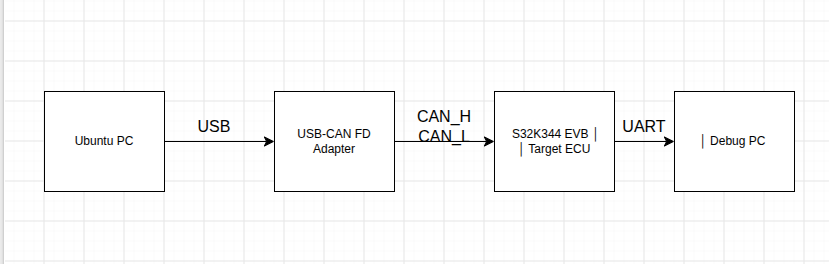 Ubuntu PC
USB
USB-CAN FD
Adapter
CAN_H
CAN_L
S32K344 EVB │
│ Target ECU
UART
│ Debug PC